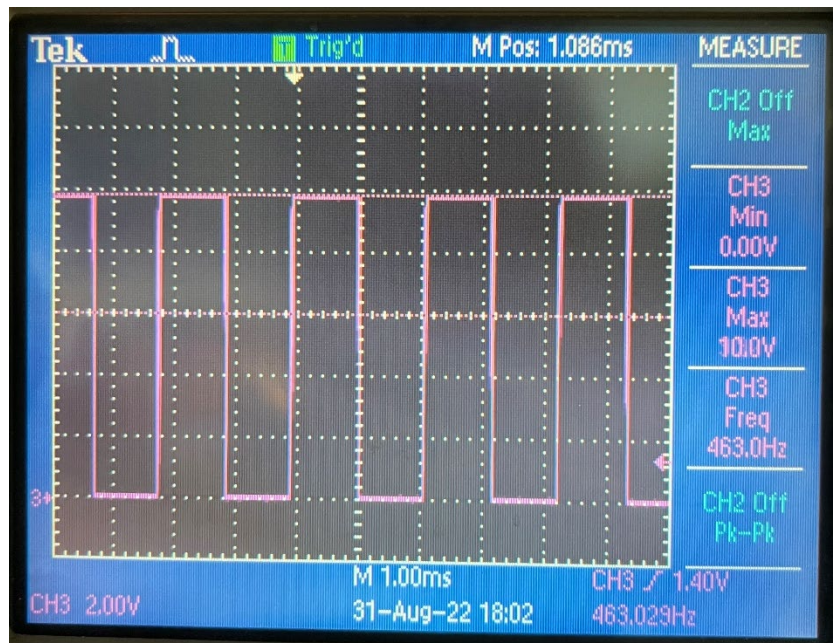 Tek T Trig'd M Pos: 1.086ms MEASURE
CH2 Off
Max
CH3
Min
0.00V
CH3
Max
CH3
Freq
463.0Hz
CH2 Off
Pk-Pk
3
CH3 2.00V M 1.00ms CH3 1.40V
31-Aug-22 18:02 463.029Hz